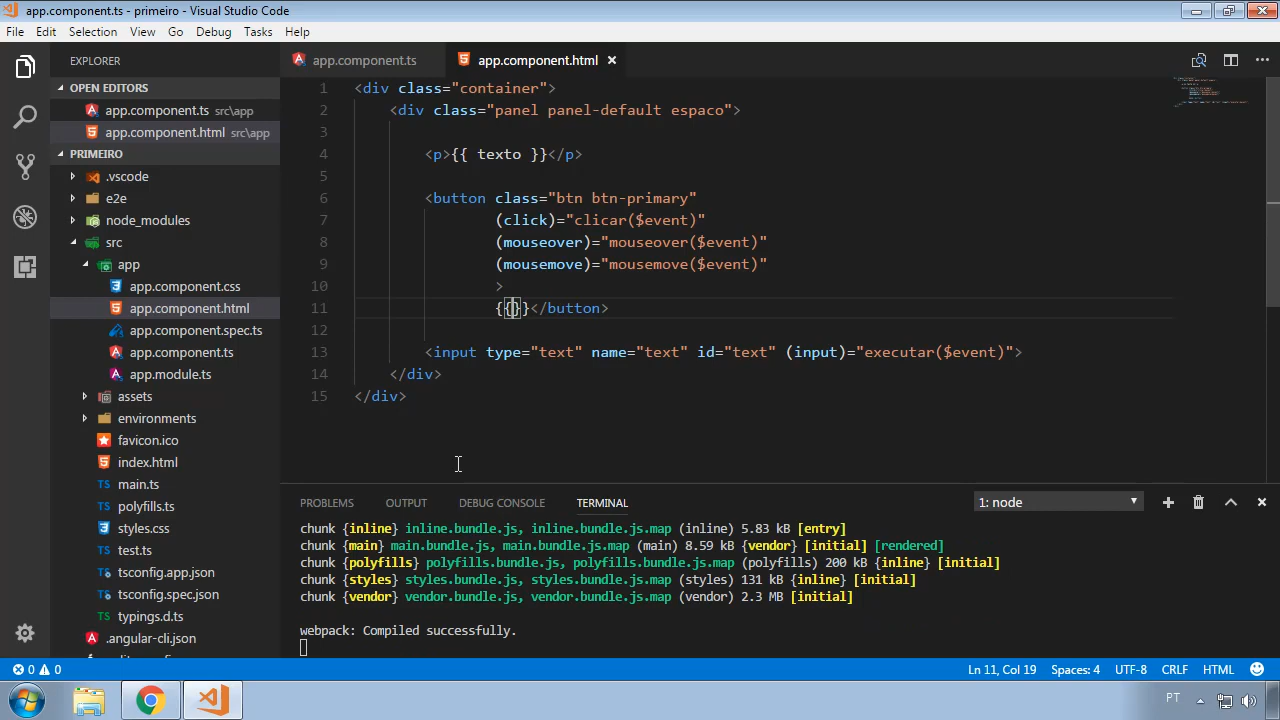 app.component.ts - primeiro - Visual Studio Code
File Edit Selection View Go Debug Tasks Help
EXPLORER
app.component.ts
app.component.html
OPEN EDITORS
app.component.ts src\app
app.component.html src\app
PRIMEIRO
.vscode
e2e
node_modules
src
app
app.component.css
app.component.html
app.component.spec.ts
app.component.ts
app.module.ts
assets
environments
favicon.ico
index.html
main.ts
polyfills.ts
styles.css
test.ts
tsconfig.app.json
tsconfig.spec.json
typings.d.ts
.angular-cli.json
1 <div class="container">
2 <div class="panel panel-default espaco">
3
4 <p>{{ texto }}</p>
5
6 <button class="btn btn-primary"
7 (click)="clicar($event)"
8 (mouseover)="mouseover($event)"
9 (mousemove)="mousemove($event)"
10 >
11 {{}}</button>
12
13 <input type="text" name="text" id="text" (input)="executar($event)">
14 </div>
15 </div>
PROBLEMS OUTPUT DEBUG CONSOLE TERMINAL 1: node
chunk {inline} inline.bundle.js, inline.bundle.js.map (inline) 5.83 kB [entry]
chunk {main} main.bundle.js, main.bundle.js.map (main) 8.59 kB {vendor} [initial] [rendered]
chunk {polyfills} polyfills.bundle.js, polyfills.bundle.js.map (polyfills) 200 kB {inline} [initial]
chunk {styles} styles.bundle.js, styles.bundle.js.map (styles) 131 kB {inline} [initial]
chunk {vendor} vendor.bundle.js, vendor.bundle.js.map (vendor) 2.3 MB [initial]
webpack: Compiled successfully.
0 0 Ln 11, Col 19 Spaces: 4 UTF-8 CRLF HTML
PT